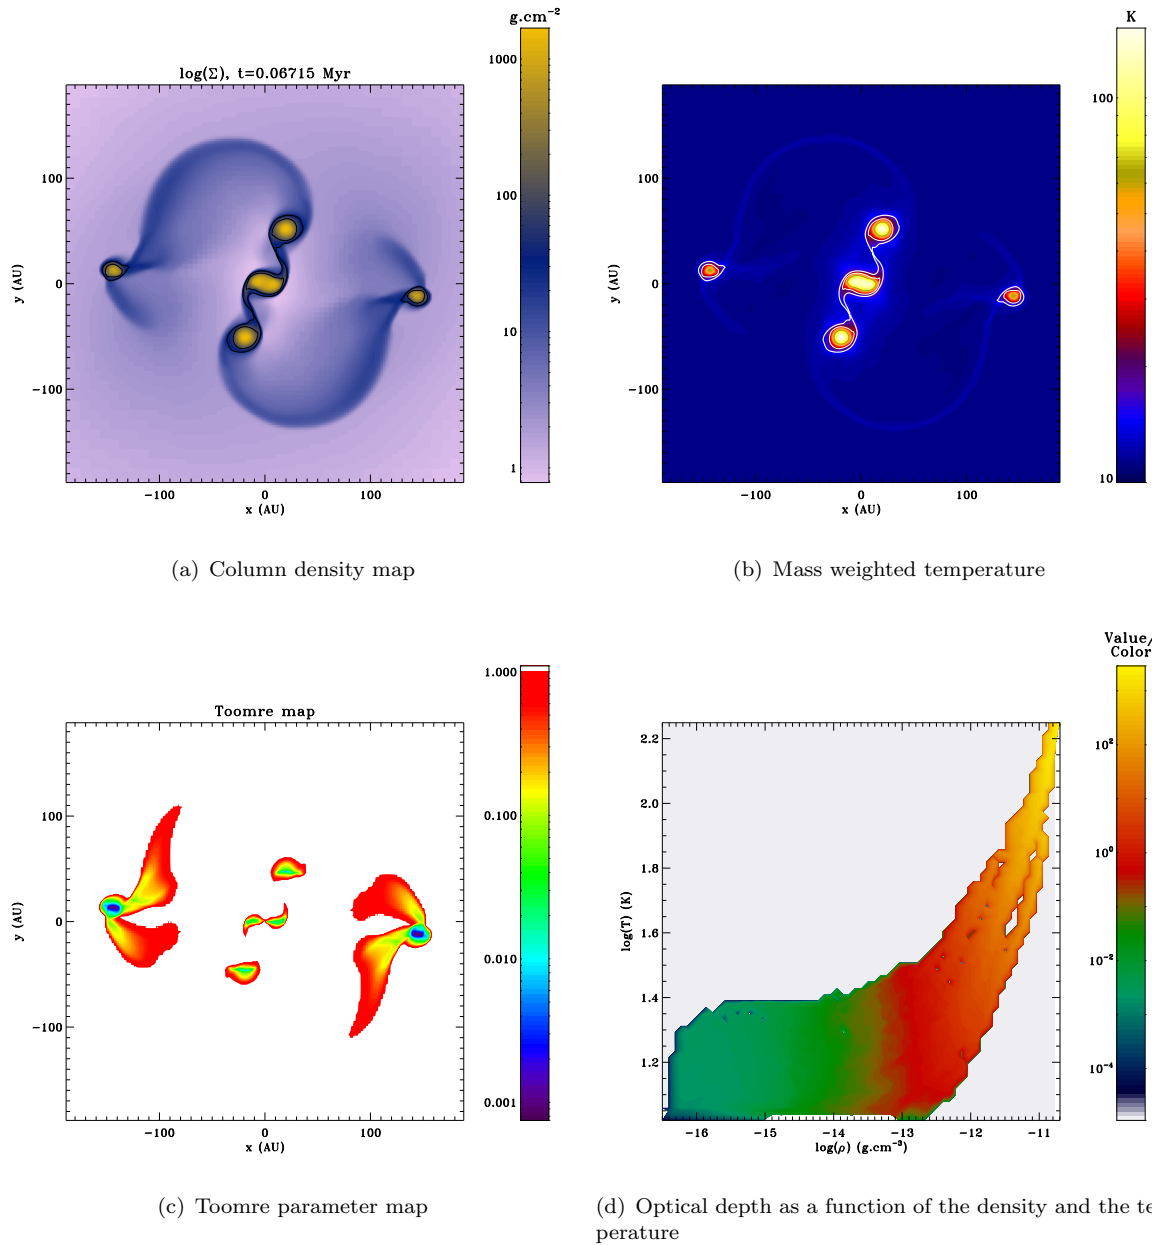 g.cm⁻²
K
log(Σ), t=0.06715 Myr
1000
100
10
1
100
10
y (AU)
100
0
−100
−100 0 100
x (AU)
y (AU)
100
0
−100
−100 0 100
x (AU)
(a) Column density map
(b) Mass weighted temperature
Value/
Color
Toomre map
1.000
0.100
0.010
0.001
y (AU)
100
0
−100
−100 0 100
x (AU)
log(T) (K)
2.2
2.0
1.8
1.6
1.4
1.2
−16 −15 −14 −13 −12 −11
log(ρ) (g.cm⁻³)
10²
10⁰
10⁻²
10⁻⁴
(c) Toomre parameter map
(d) Optical depth as a function of the density and the te
perature